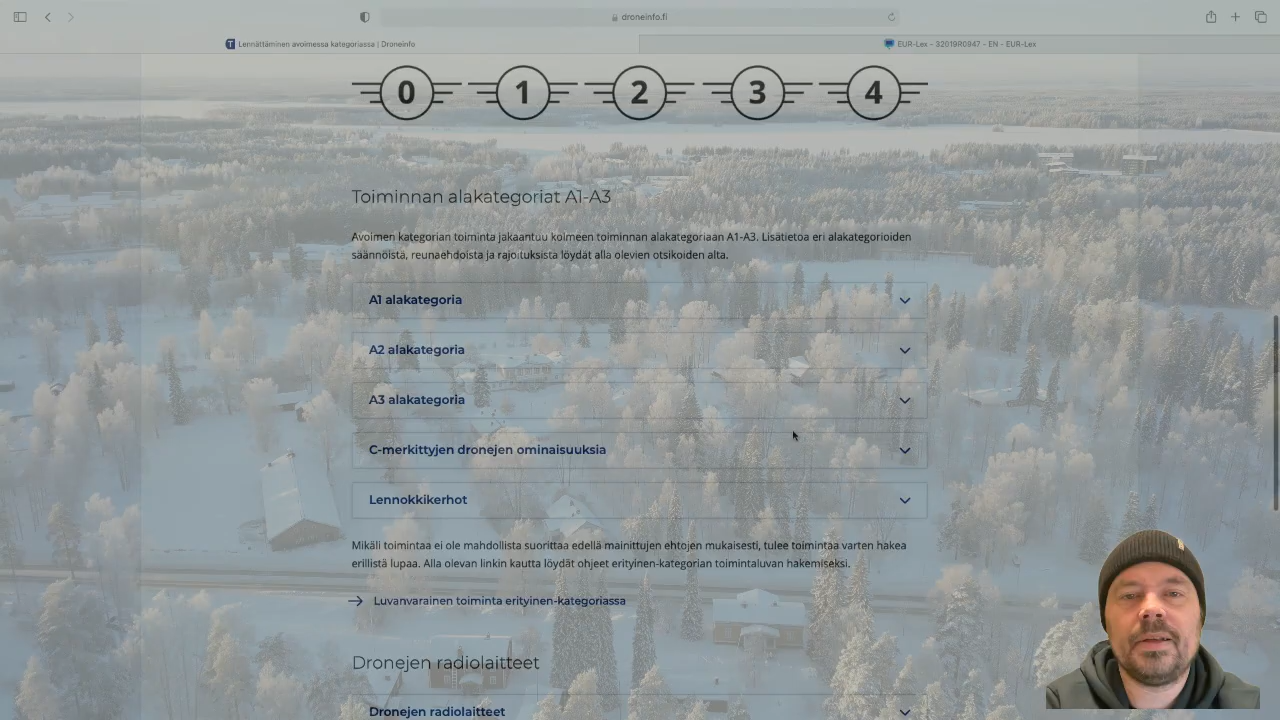 droneinfo.fi
Lennättäminen avoimessa kategoriassa | Droneinfo
EUR-Lex - 32019R0947 - EN - EUR-Lex
0 1 2 3 4
Toiminnan alakategoriat A1-A3
Avoimen kategorian toiminta jakaantuu kolmeen toiminnan alakategoriaan A1-A3. Lisätietoa eri alakategorioiden
säännöistä, reunaehdoista ja rajoituksista löydät alla olevien otsikoiden alta.
A1 alakategoria
A2 alakategoria
A3 alakategoria
C-merkittyjen dronejen ominaisuuksia
Lennokkikerhot
Mikäli toimintaa ei ole mahdollista suorittaa edellä mainittujen ehtojen mukaisesti, tulee toimintaa varten hakea
erillistä lupaa. Alla olevan linkin kautta löydät ohjeet erityinen-kategorian toimintaluvan hakemiseksi.
Luvanvarainen toiminta erityinen-kategoriassa
Dronejen radiolaitteet
Dronejen radiolaitteet